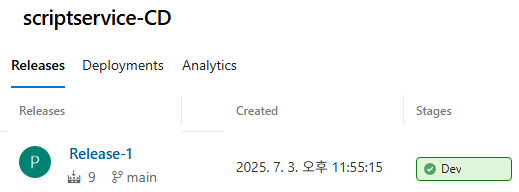 scriptservice-CD
Releases Deployments Analytics
Releases Created Stages
P Release-1
9 main
2025. 7. 3. 오후 11:55:15
Dev